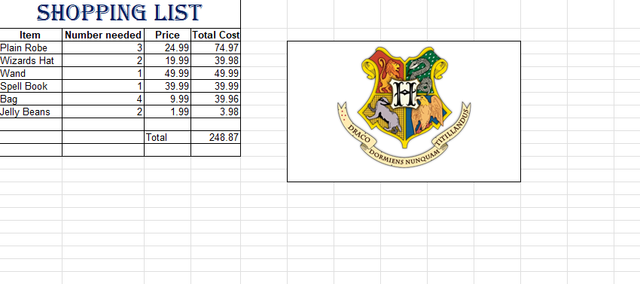 SHOPPING LIST
Item Number needed Price Total Cost
Plain Robe 3 24.99 74.97
Wizards Hat 2 19.99 39.98
Wand 1 49.99 49.99
Spell Book 1 39.99 39.99
Bag 4 9.99 39.96
Jelly Beans 2 1.99 3.98
Total 248.87
H
DRACO DORMIENS NUNQUAM TITILLANDUS